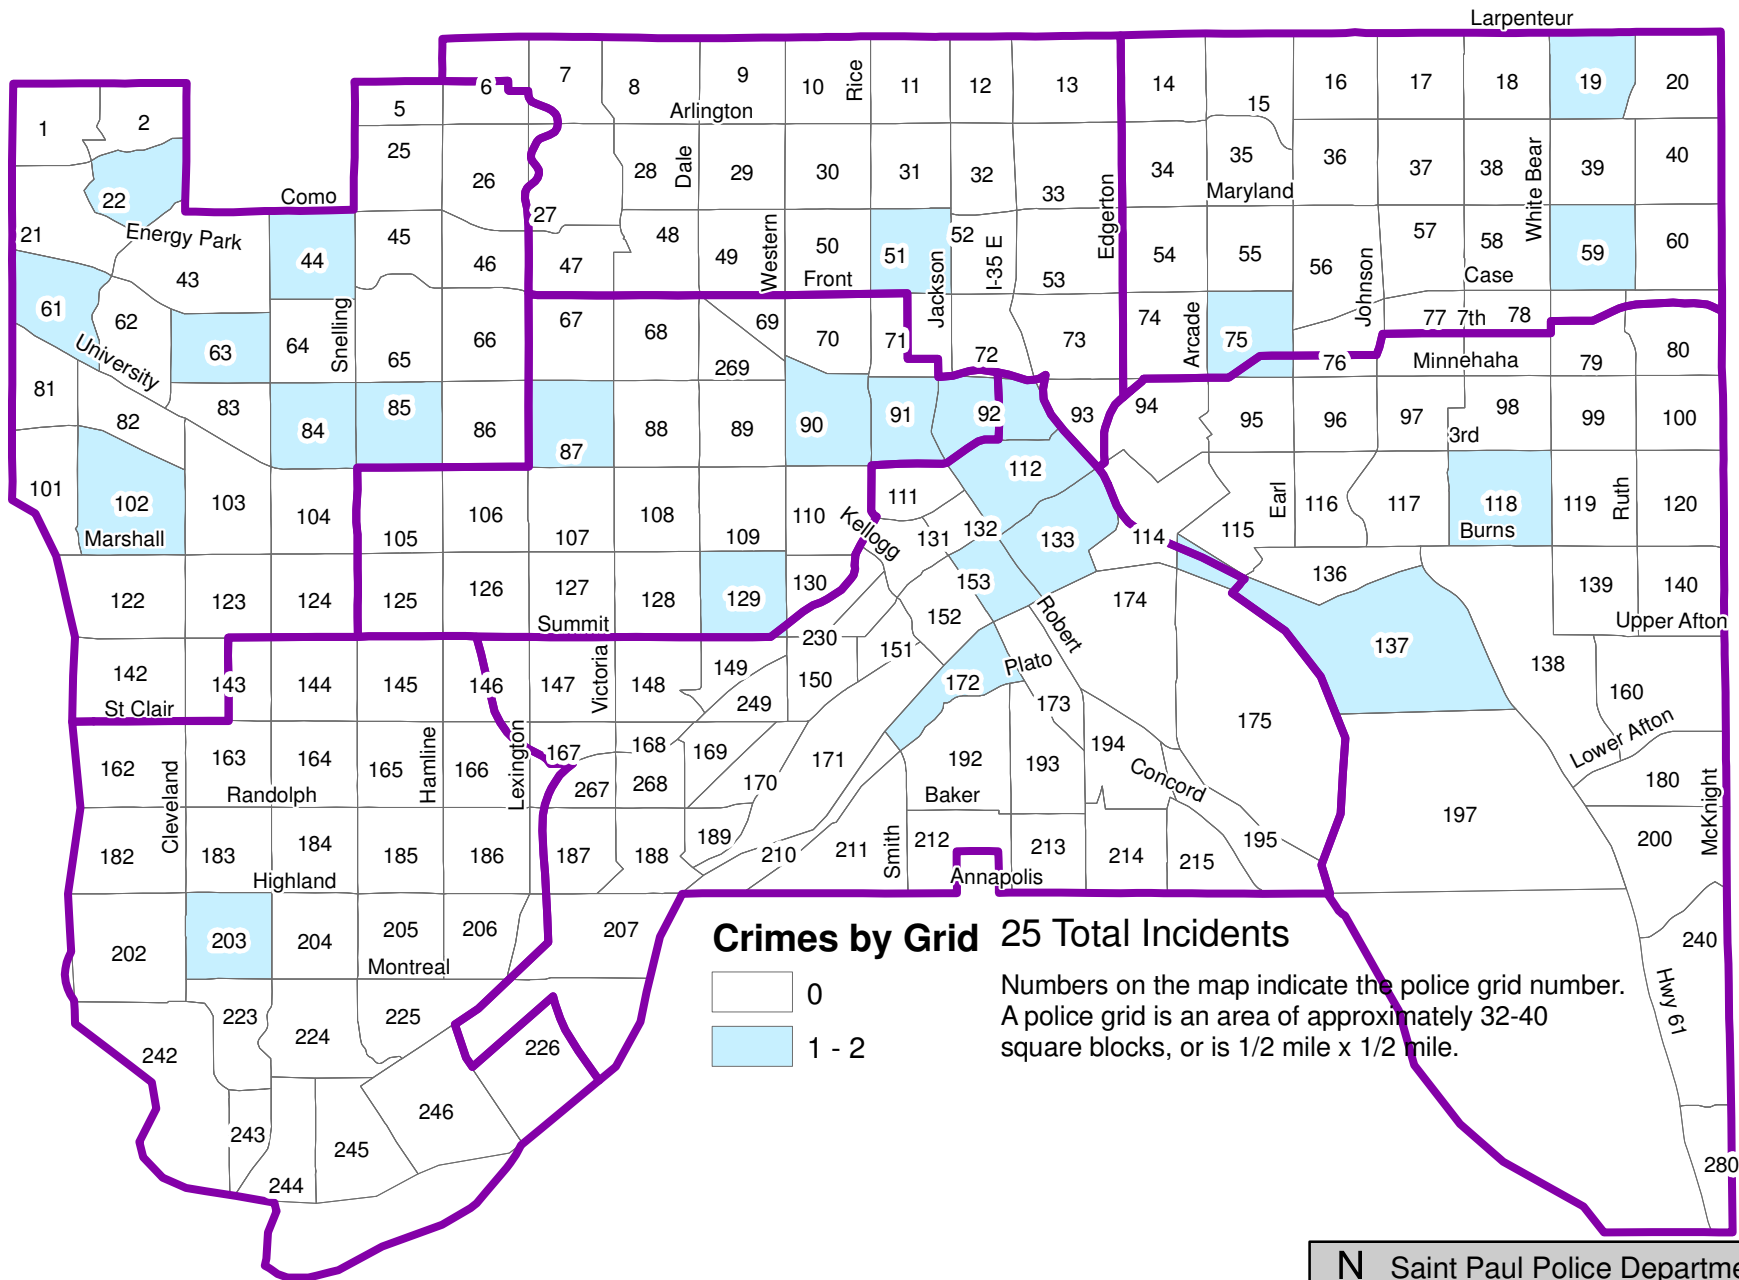 Larpenteur
1 2 5 6 7 8 9 10 Rice 11 12 13 14 15 16 17 18 19 20
Arlington
22 25 26 27 28 Dale 29 30 31 32 33 34 35 36 37 38 White Bear 39 40
Como
Maryland
Edgerton
21 Energy Park 43 44 45 46 47 48 49 Western 50 51 Jackson 52 I-35 E 53 54 55 56 Johnson 57 58 59 60
Front
Case
61 62 63 64 Snelling 65 66 67 68 69 269 70 71 72 73 74 Arcade 75 76 77 7th 78 79 80
University
Minnehaha
81 82 83 84 85 86 87 88 89 90 91 92 93 94 95 96 97 98 99 100
3rd
101 102 103 104 105 106 107 108 109 110 111 112 114 115 Earl 116 117 118 119 Ruth 120
Marshall
Kellogg
131 132 133
Burns
122 123 124 125 126 127 128 129 130 153 152 174 136 137 139 140
Summit
Robert
Upper Afton
142 143 144 145 146 147 Victoria 148 149 249 230 150 151 172 Plato 173 175 138 160
St Clair
Lower Afton
162 Cleveland 163 164 165 Hamline 166 Lexington 167 267 168 268 169 170 171 192 193 194 Concord 180 McKnight
Randolph
Baker
182 183 184 185 186 187 188 189 210 211 Smith 212 213 214 215 195 197 200
Highland
Annapolis
202 203 204 205 206 207 240
Montreal
Hwy 61
223 224 225 226
242 243 244 245 246 280
Crimes by Grid
0
1 - 2
25 Total Incidents
Numbers on the map indicate the police grid number.
A police grid is an area of approximately 32-40
square blocks, or is 1/2 mile x 1/2 mile.
N Saint Paul Police Departme